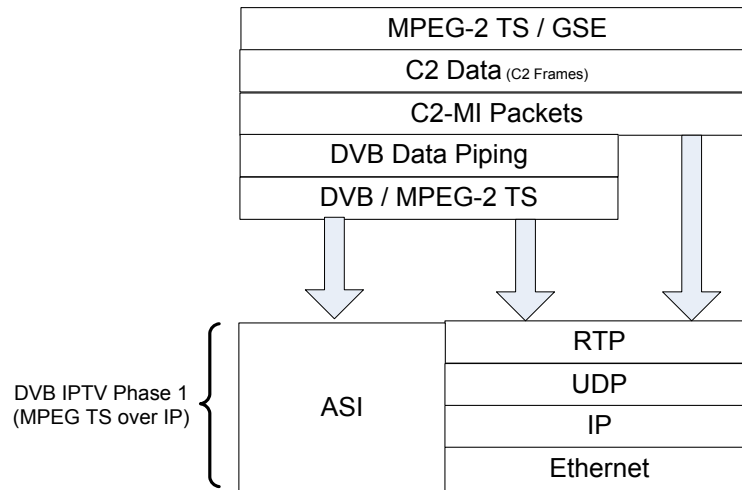 MPEG-2 TS / GSE
C2 Data (C2 Frames)
C2-MI Packets
DVB Data Piping
DVB / MPEG-2 TS
DVB IPTV Phase 1
(MPEG TS over IP)
ASI
RTP
UDP
IP
Ethernet